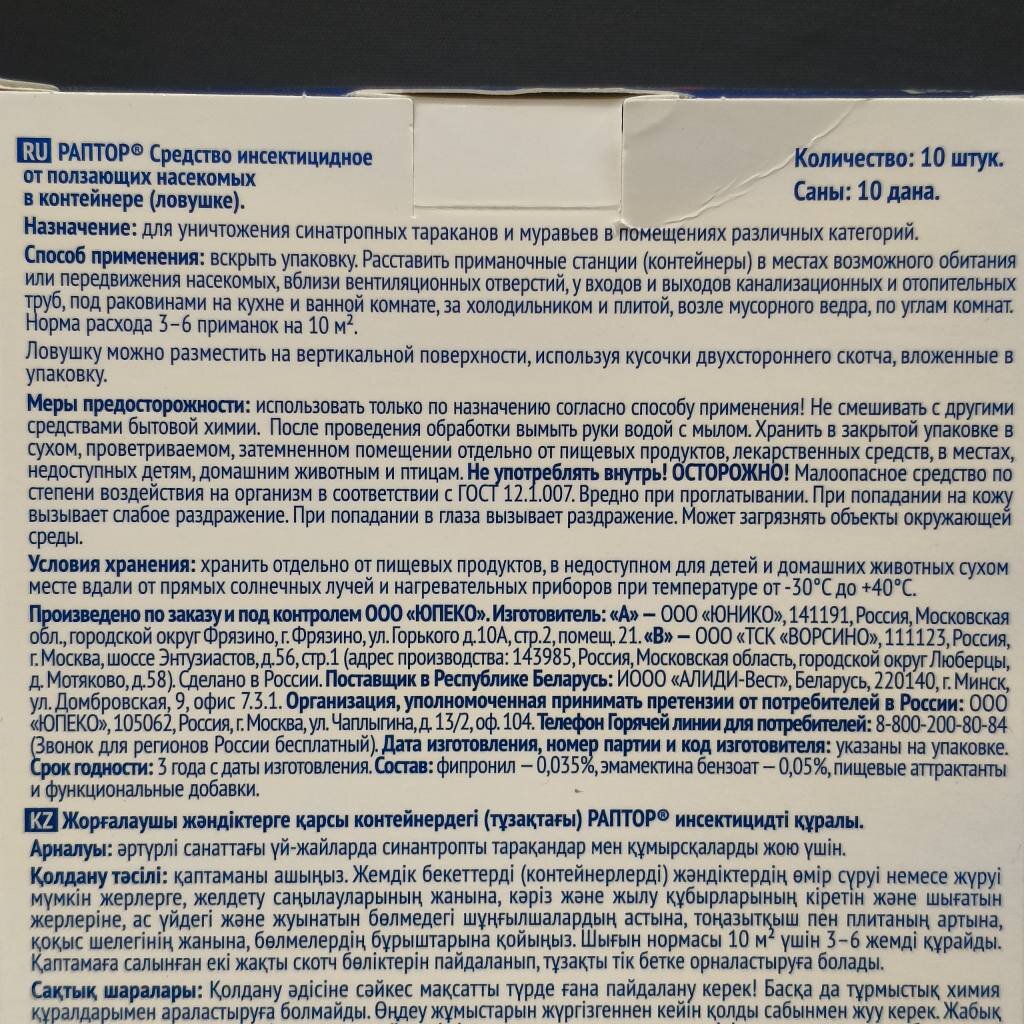 RU РАПТОР® Средство инсектицидное
от ползающих насекомых
в контейнере (ловушке).
Количество: 10 штук.
Саны: 10 дана.
Назначение: для уничтожения синатропных тараканов и муравьев в помещениях различных категорий.
Способ применения: вскрыть упаковку. Расставить приманочные станции (контейнеры) в местах возможного обитания
или передвижения насекомых, вблизи вентиляционных отверстий, у входов и выходов канализационных и отопительных
труб, под раковинами на кухне и ванной комнате, за холодильником и плитой, возле мусорного ведра, по углам комнат.
Норма расхода 3–6 приманок на 10 м².
Ловушку можно разместить на вертикальной поверхности, используя кусочки двухстороннего скотча, вложенные в
упаковку.
Меры предосторожности: использовать только по назначению согласно способу применения! Не смешивать с другими
средствами бытовой химии. После проведения обработки вымыть руки водой с мылом. Хранить в закрытой упаковке в
сухом, проветриваемом, затемненном помещении отдельно от пищевых продуктов, лекарственных средств, в местах,
недоступных детям, домашним животным и птицам. Не употреблять внутрь! ОСТОРОЖНО! Малоопасное средство по
степени воздействия на организм в соответствии с ГОСТ 12.1.007. Вредно при проглатывании. При попадании на кожу
вызывает слабое раздражение. При попадании в глаза вызывает раздражение. Может загрязнять объекты окружающей
среды.
Условия хранения: хранить отдельно от пищевых продуктов, в недоступном для детей и домашних животных сухом
месте вдали от прямых солнечных лучей и нагревательных приборов при температуре от -30°С до +40°С.
Произведено по заказу и под контролем ООО «ЮПЕКО». Изготовитель: «А» — ООО «ЮНИКО», 141191, Россия, Московская
обл., городской округ Фрязино, г. Фрязино, ул. Горького д.10А, стр.2, помещ. 21. «В» — ООО «ТСК «ВОРСИНО», 111123, Россия,
г. Москва, шоссе Энтузиастов, д.56, стр.1 (адрес производства: 143985, Россия, Московская область, городской округ Люберцы,
д. Мотяково, д.58). Сделано в России. Поставщик в Республике Беларусь: ИООО «АЛИДИ-Вест», Беларусь, 220140, г. Минск,
ул. Домбровская, 9, офис 7.3.1. Организация, уполномоченная принимать претензии от потребителей в России: ООО
«ЮПЕКО», 105062, Россия, г. Москва, ул. Чаплыгина, д. 13/2, оф. 104. Телефон Горячей линии для потребителей: 8-800-200-80-84
(Звонок для регионов России бесплатный). Дата изготовления, номер партии и код изготовителя: указаны на упаковке.
Срок годности: 3 года с даты изготовления. Состав: фипронил — 0,035%, эмамектина бензоат — 0,05%, пищевые аттрактанты
и функциональные добавки.
KZ Жорғалаушы жәндіктерге қарсы контейнердегі (тұзақтағы) РАПТОР® инсектицидті құралы.
Арналуы: әртүрлі санаттағы үй-жайларда синантропты тарақандар мен құмырсқаларды жою үшін.
Қолдану тәсілі: қаптаманы ашыңыз. Жемдік бекеттерді (контейнерлерді) жәндіктердің өмір сүруі немесе жүруі
мүмкін жерлерге, желдету саңылауларының жанына, кәріз және жылу құбырларының кіретін және шығатын
жерлеріне, ас үйдегі және жуынатын бөлмедегі шұңғылшалардың астына, тоңазытқыш пен плитаның артына,
қоқыс шелегінің жанына, бөлмелердің бұрыштарына қойыңыз. Шығын нормасы 10 м² үшін 3–6 жемді құрайды.
Қаптамаға салынған екі жақты скотч бөліктерін пайдаланып, тұзақты тік бетке орналастыруға болады.
Сақтық шаралары: Қолдану әдісіне сәйкес мақсатты түрде ғана пайдалану керек! Басқа да тұрмыстық химия
құралдарымен араластыруға болмайды. Өңдеу жұмыстарын жүргізгеннен кейін қолды сабынмен жуу керек. Жабық